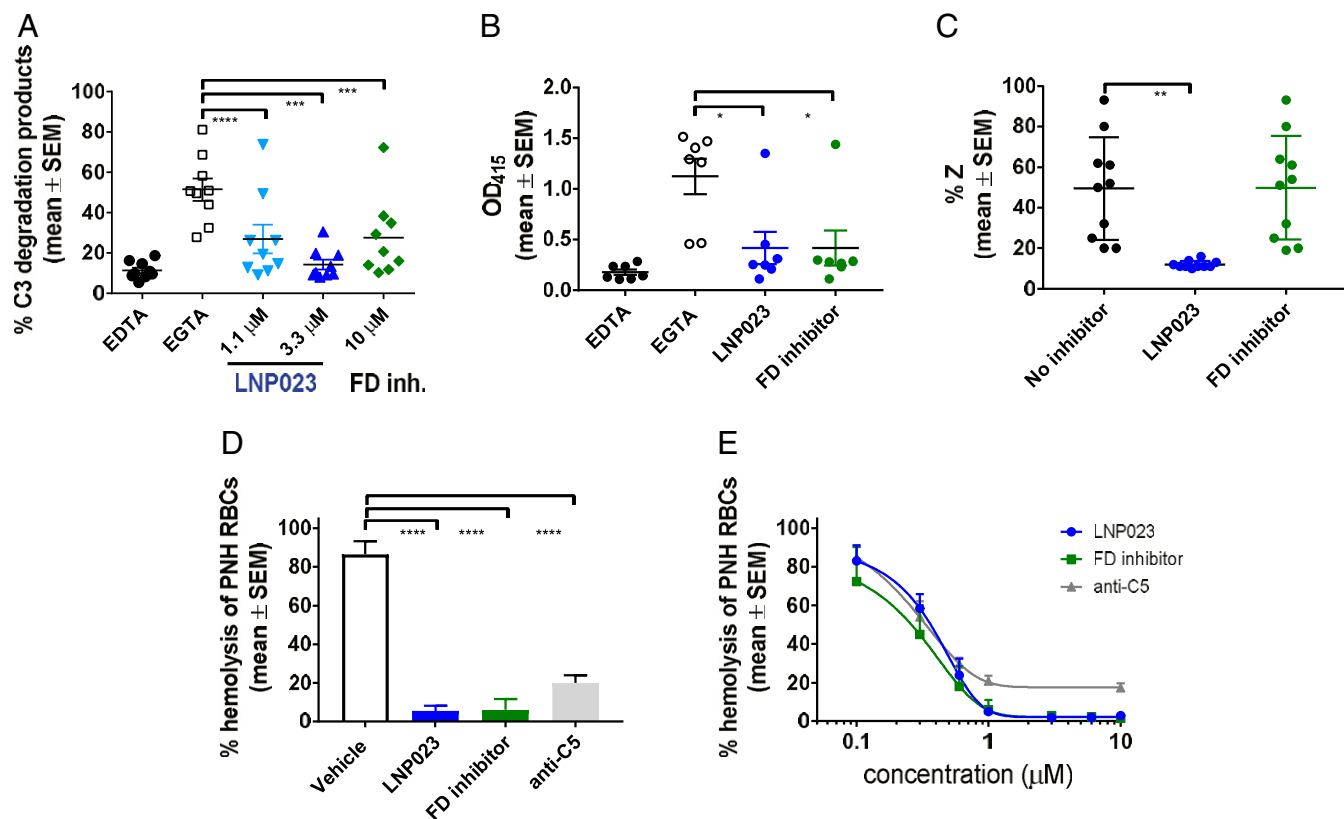 A
% C3 degradation products
(mean ± SEM)
100
80
60
40
20
0
****
***
***
EDTA
EGTA
1.1 µM
3.3 µM
10 µM
LNP023
FD inh.
B
OD415
(mean ± SEM)
2.0
1.5
1.0
0.5
0.0
*
*
EDTA
EGTA
LNP023
FD inhibitor
C
% Z
(mean ± SEM)
100
80
60
40
20
0
**
No inhibitor
LNP023
FD inhibitor
D
% hemolysis of PNH RBCs
(mean ± SEM)
100
80
60
40
20
0
****
****
****
Vehicle
LNP023
FD inhibitor
anti-C5
E
% hemolysis of PNH RBCs
(mean ± SEM)
100
80
60
40
20
0
LNP023
FD inhibitor
anti-C5
0.1
1
10
concentration (µM)